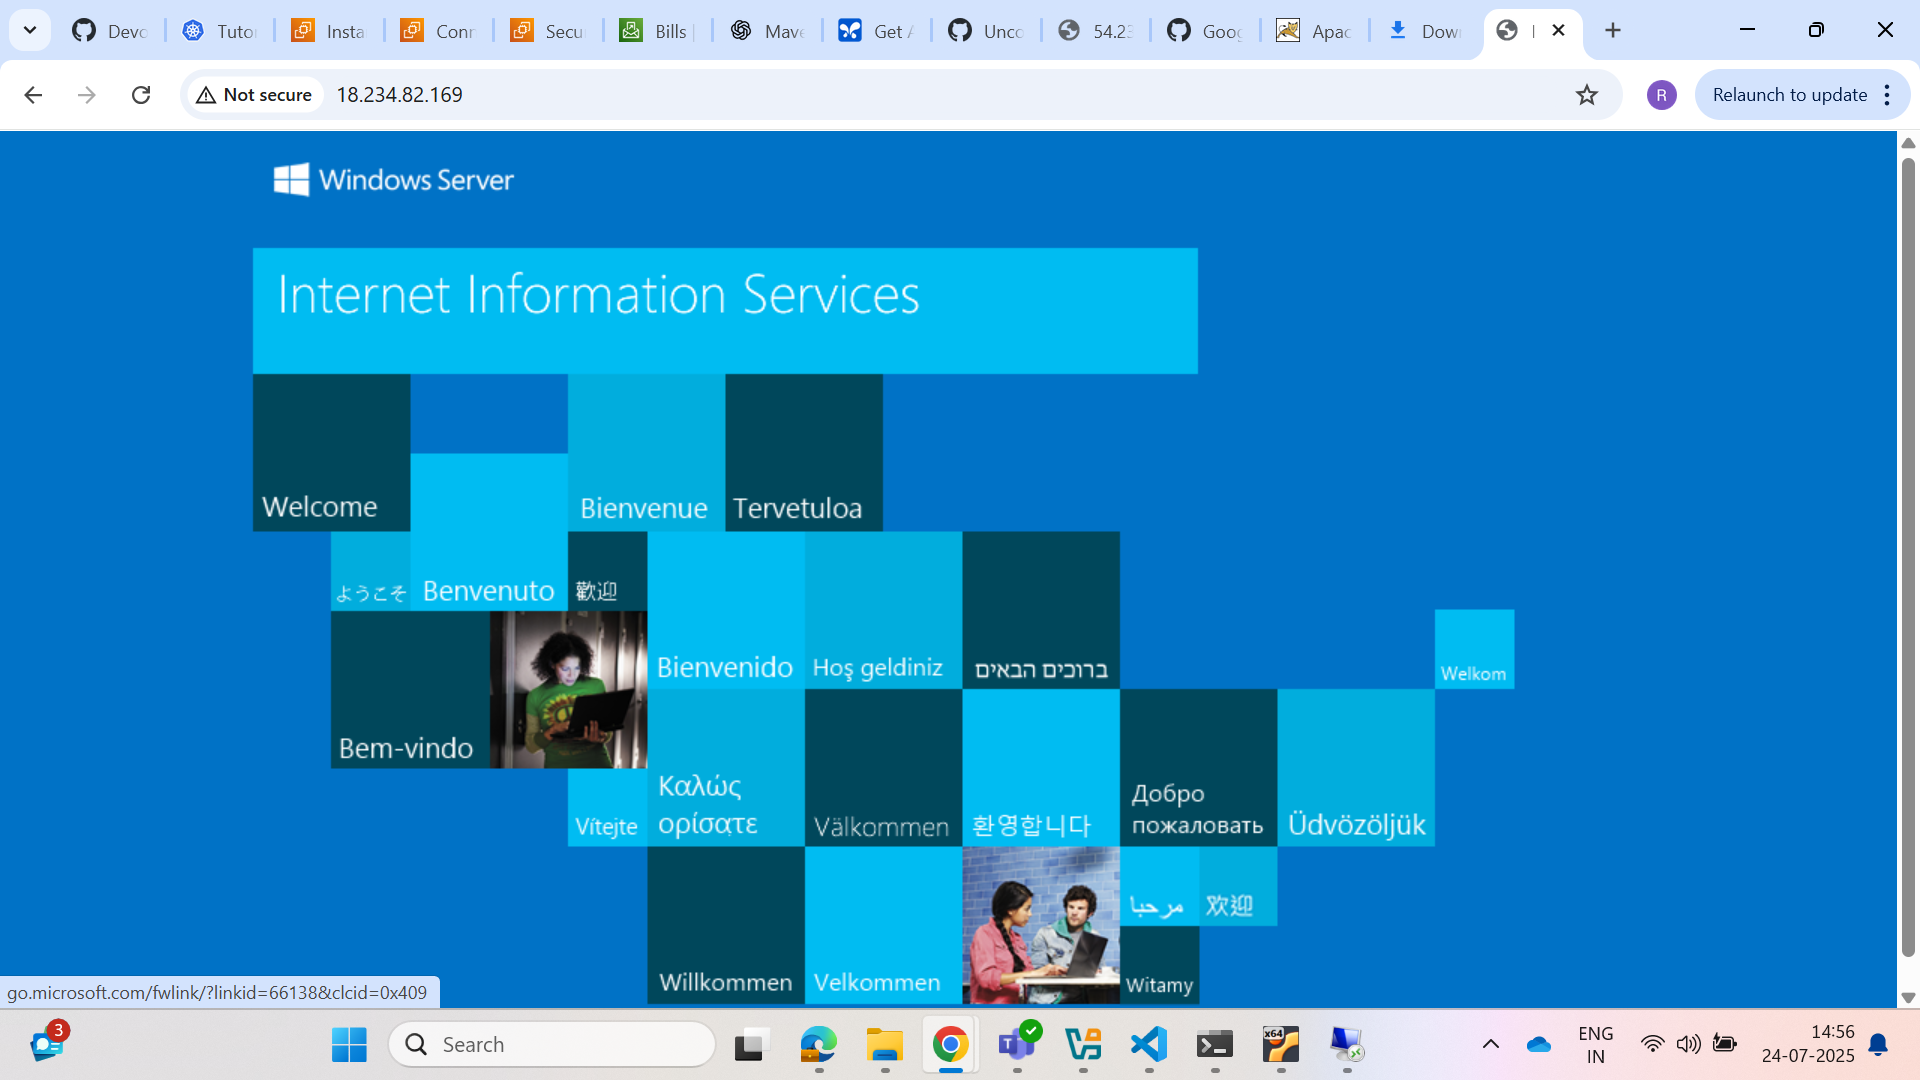 Devo
Tuto
Insta
Conn
Secu
Bills
Mave
Get A
Unco
54.23
Goog
Apac
Dow
Not secure
18.234.82.169
R
Relaunch to update
Windows Server
Internet Information Services
Welcome
Bienvenue
Tervetuloa
ようこそ
Benvenuto
歡迎
Bienvenido
Hoş geldiniz
ברוכים הבאים
Welkom
Bem-vindo
Vítejte
Καλώς
ορίσατε
Välkommen
환영합니다
Добро
пожаловать
Üdvözöljük
مرحبا
欢迎
Willkommen
Velkommen
Witamy
go.microsoft.com/fwlink/?linkid=66138&clcid=0x409
3
Search
x64
ENG
IN
14:56
24-07-2025